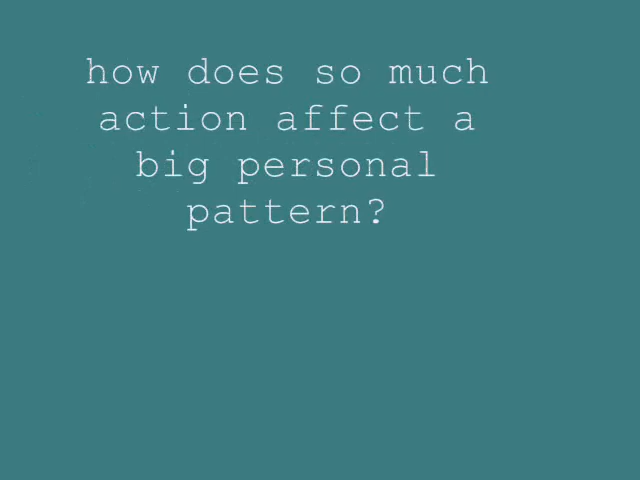 how does so much
action affect a
big personal
pattern?